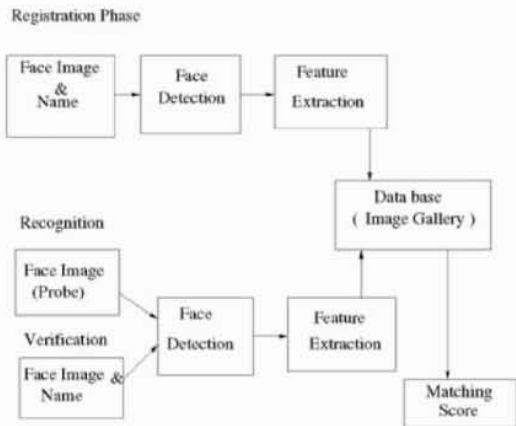 Registration Phase
Face Image
&
Name
Face
Detection
Feature
Extraction
Data base
( Image Gallery )
Recognition
Face Image
(Probe)
Verification
Face Image &
Name
Face
Detection
Feature
Extraction
Matching
Score